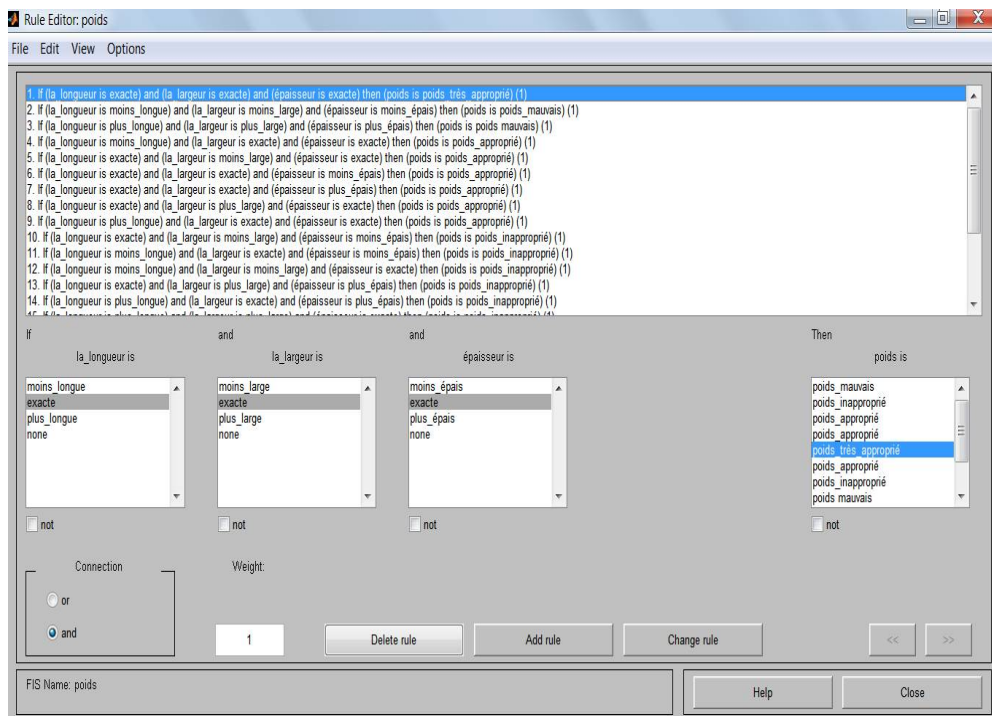 Rule Editor: poids
File Edit View Options
1. If (la_longueur is exacte) and (la_largeur is exacte) and (épaisseur is exacte) then (poids is poids_très_approprié) (1)
2. If (la_longueur is moins_longue) and (la_largeur is moins_large) and (épaisseur is moins_épais) then (poids is poids_mauvais) (1)
3. If (la_longueur is plus_longue) and (la_largeur is plus_large) and (épaisseur is plus_épais) then (poids is poids mauvais) (1)
4. If (la_longueur is moins_longue) and (la_largeur is exacte) and (épaisseur is exacte) then (poids is poids_approprié) (1)
5. If (la_longueur is exacte) and (la_largeur is moins_large) and (épaisseur is exacte) then (poids is poids_approprié) (1)
6. If (la_longueur is exacte) and (la_largeur is exacte) and (épaisseur is moins_épais) then (poids is poids_approprié) (1)
7. If (la_longueur is exacte) and (la_largeur is exacte) and (épaisseur is plus_épais) then (poids is poids_approprié) (1)
8. If (la_longueur is exacte) and (la_largeur is plus_large) and (épaisseur is exacte) then (poids is poids_approprié) (1)
9. If (la_longueur is plus_longue) and (la_largeur is exacte) and (épaisseur is exacte) then (poids is poids_approprié) (1)
10. If (la_longueur is exacte) and (la_largeur is moins_large) and (épaisseur is moins_épais) then (poids is poids_inapproprié) (1)
11. If (la_longueur is moins_longue) and (la_largeur is exacte) and (épaisseur is moins_épais) then (poids is poids_inapproprié) (1)
12. If (la_longueur is moins_longue) and (la_largeur is moins_large) and (épaisseur is exacte) then (poids is poids_inapproprié) (1)
13. If (la_longueur is exacte) and (la_largeur is plus_large) and (épaisseur is plus_épais) then (poids is poids_inapproprié) (1)
14. If (la_longueur is plus_longue) and (la_largeur is exacte) and (épaisseur is plus_épais) then (poids is poids_inapproprié) (1)
If and and Then
la_longueur is la_largeur is épaisseur is poids is
moins_longue
exacte
plus_longue
none
moins_large
exacte
plus_large
none
moins_épais
exacte
plus_épais
none
poids_mauvais
poids_inapproprié
poids_approprié
poids_approprié
poids_très_approprié
poids_approprié
poids_inapproprié
poids mauvais
not not not not
Connection
or
and
Weight:
1
Delete rule Add rule Change rule << >>
FIS Name: poids
Help Close